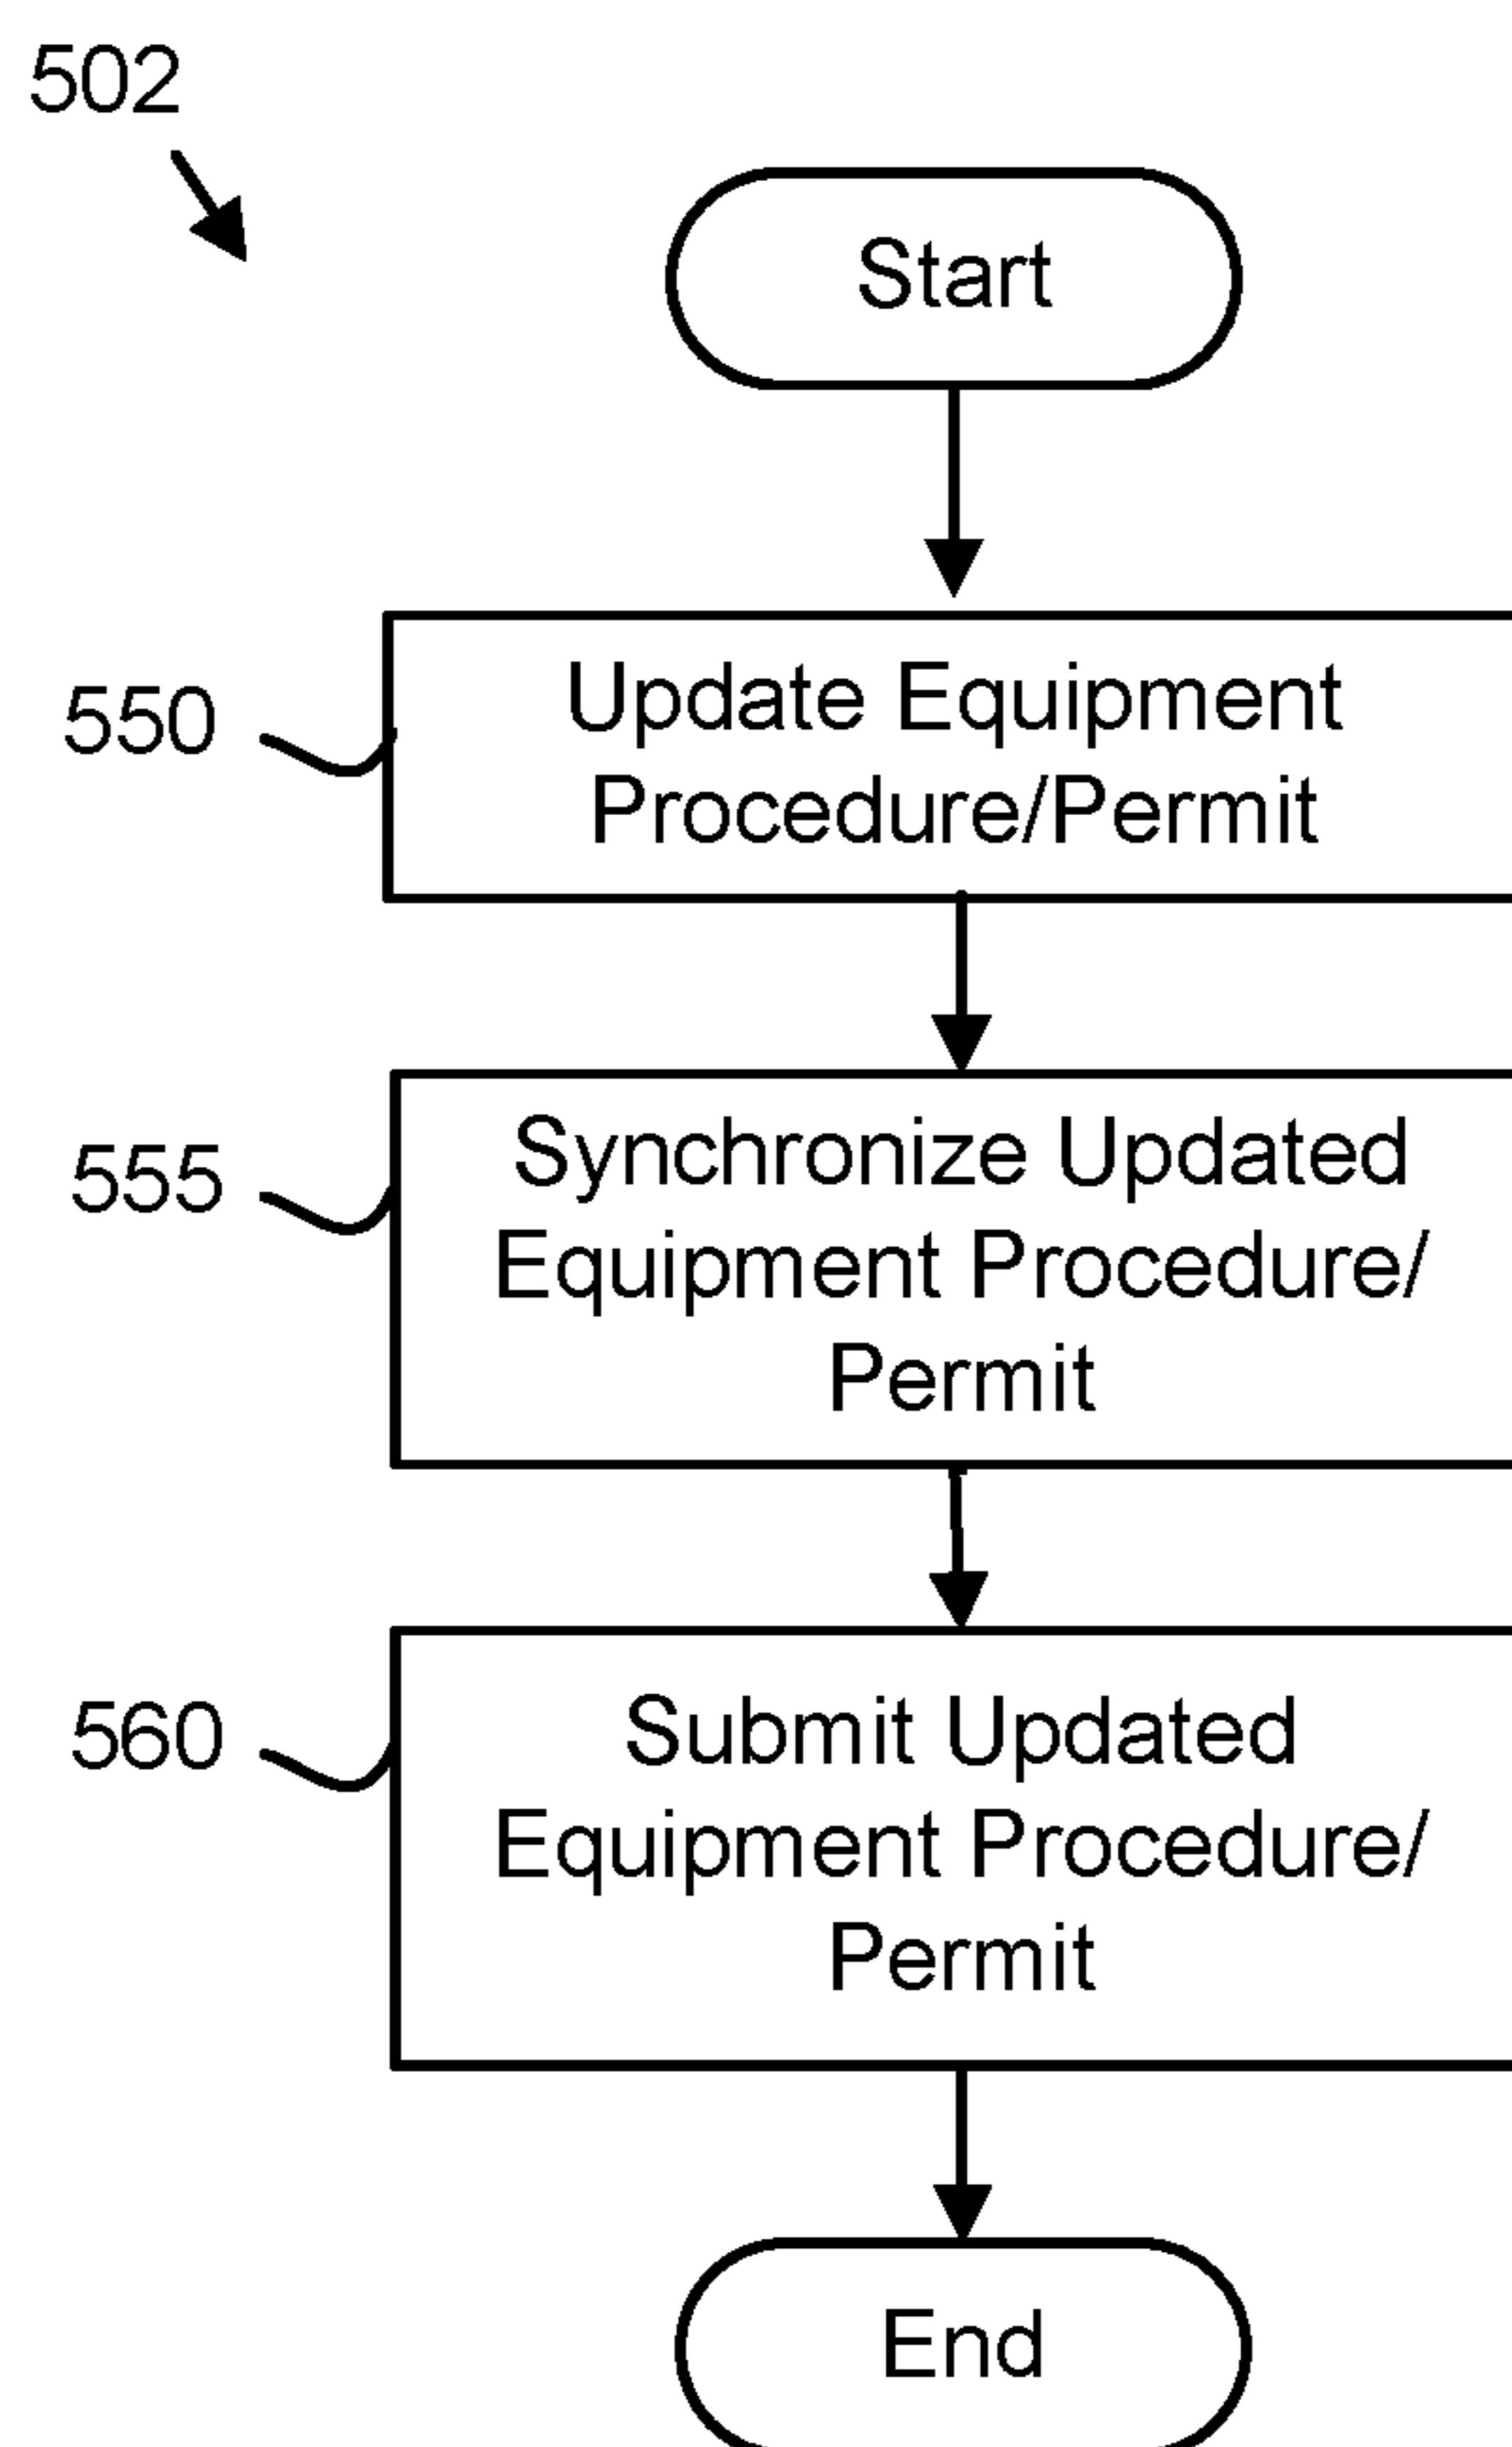 502
Start
550
Update Equipment
Procedure/Permit
555
Synchronize Updated
Equipment Procedure/
Permit
560
Submit Updated
Equipment Procedure/
Permit
End